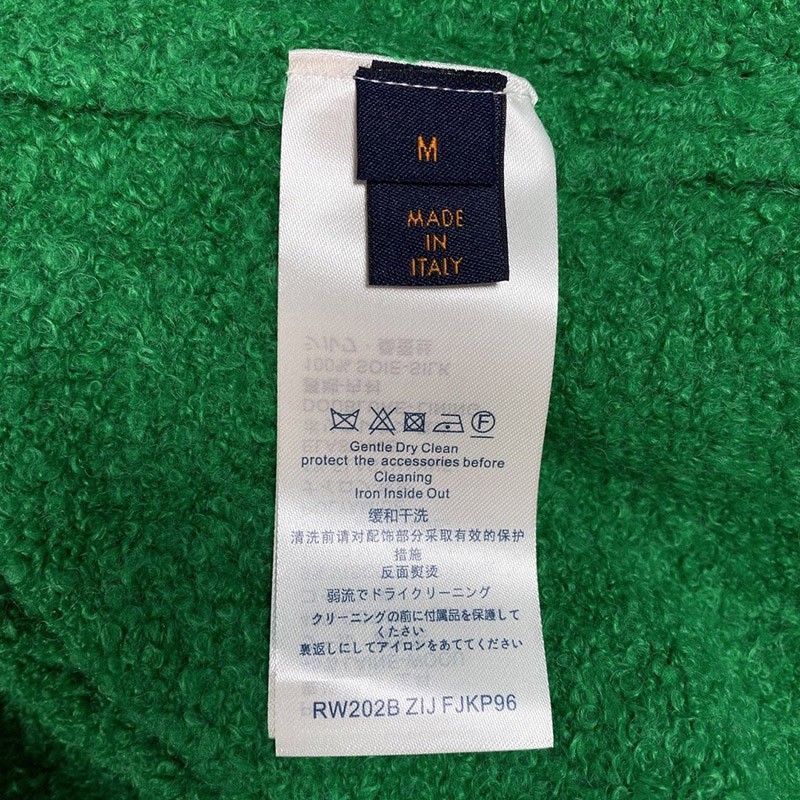 M
MADE
IN
ITALY
Gentle Dry Clean
protect the accessories before
Cleaning
Iron Inside Out
缓和干洗
清洗前请对配饰部分采取有效的保护
措施
反面熨烫
弱流でドライクリーニング
クリーニングの前に付属品を保護して
ください
裏返しにしてアイロンをあててください
RW202B ZIJ FJKP96